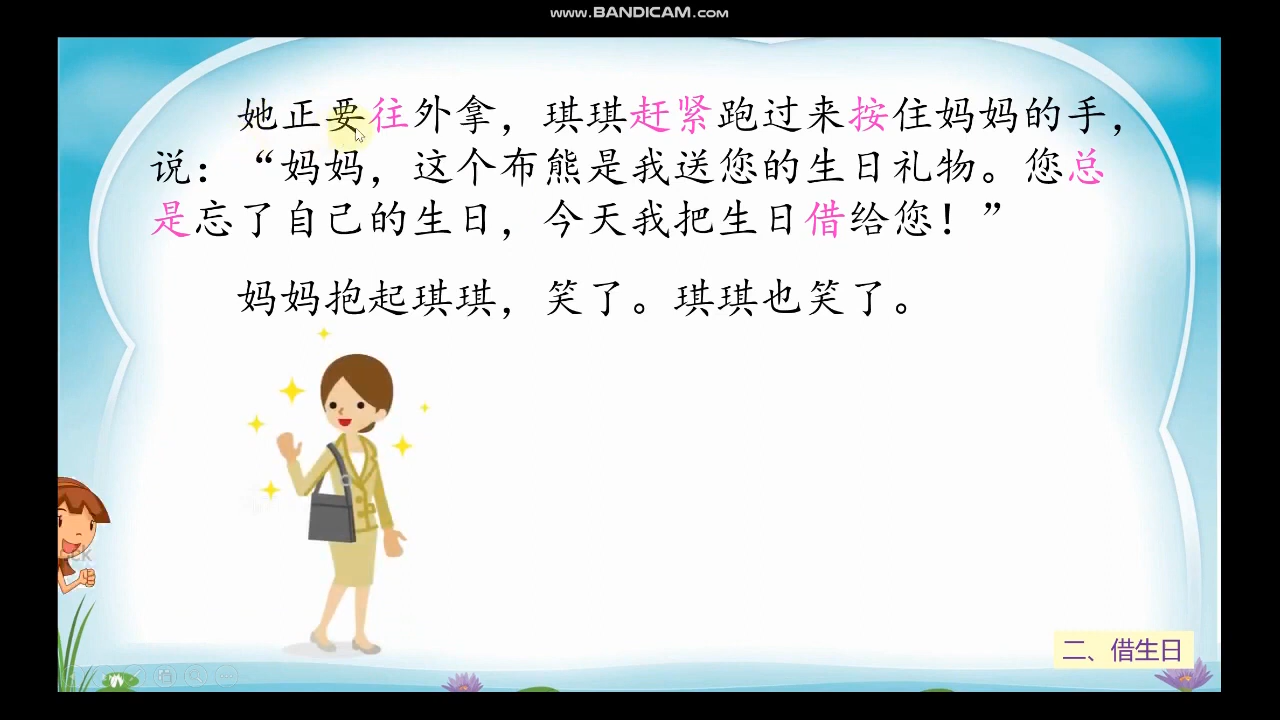 WWW.BANDICAM.COM
她正要往外拿，琪琪赶紧跑过来按住妈妈的手，
说：“妈妈，这个布熊是我送您的生日礼物。您总
是忘了自己的生日，今天我把生日借给您！”
妈妈抱起琪琪，笑了。琪琪也笑了。
二、借生日